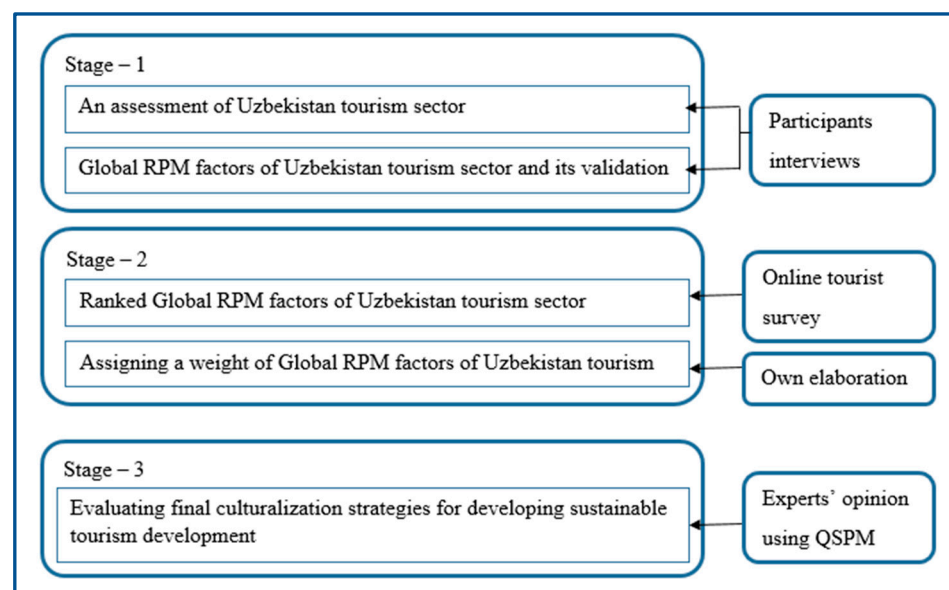 Stage – 1
An assessment of Uzbekistan tourism sector
Global RPM factors of Uzbekistan tourism sector and its validation
Participants
interviews
Stage – 2
Ranked Global RPM factors of Uzbekistan tourism sector
Online tourist
survey
Assigning a weight of Global RPM factors of Uzbekistan tourism
Own elaboration
Stage – 3
Evaluating final culturalization strategies for developing sustainable
tourism development
Experts’ opinion
using QSPM